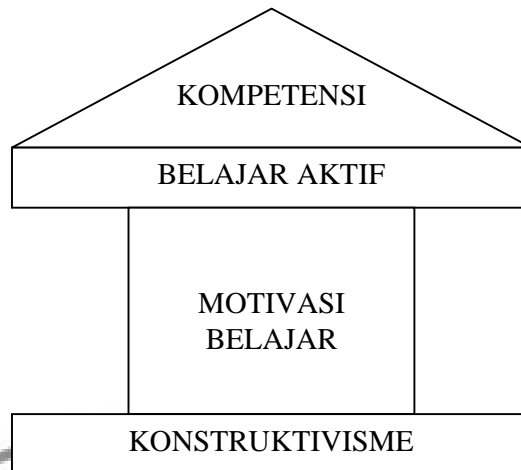 KOMPETENSI
BELAJAR AKTIF
MOTIVASI
BELAJAR
KONSTRUKTIVISME